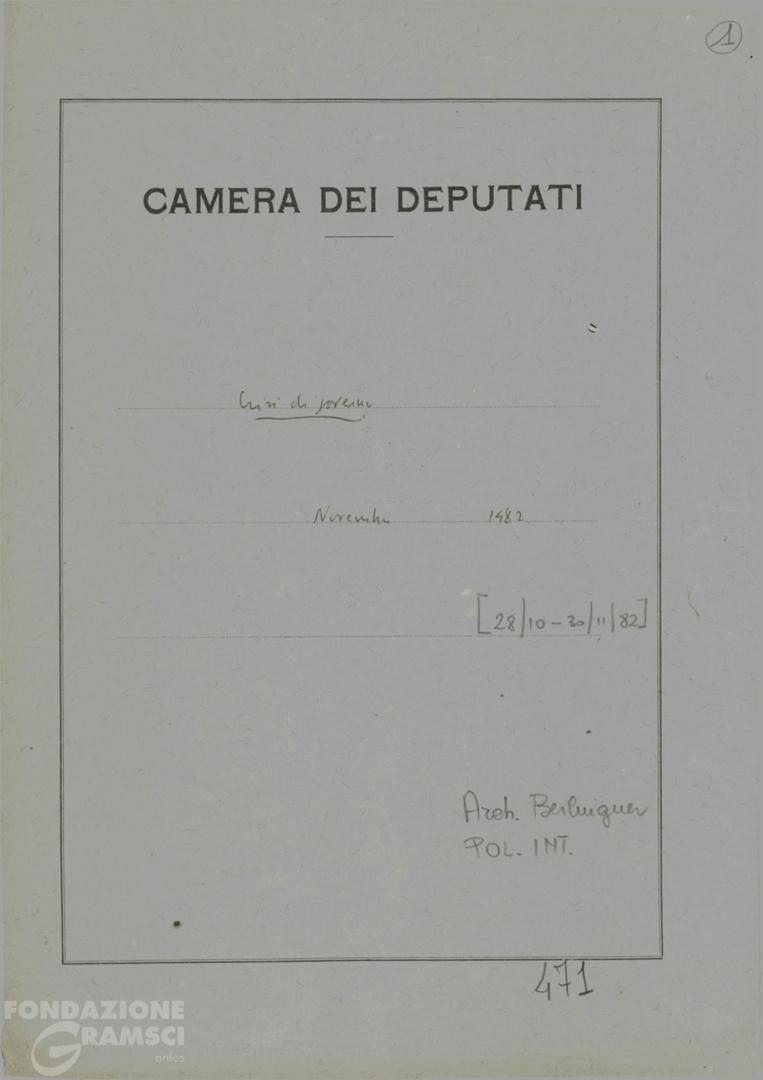 1
CAMERA DEI DEPUTATI
Crisi di governo
Novembre 1982
[28/10-30/11/82]
Arch. Berlinguer
POL. INT.
471
FONDAZIONE
GRAMSCI
onlus